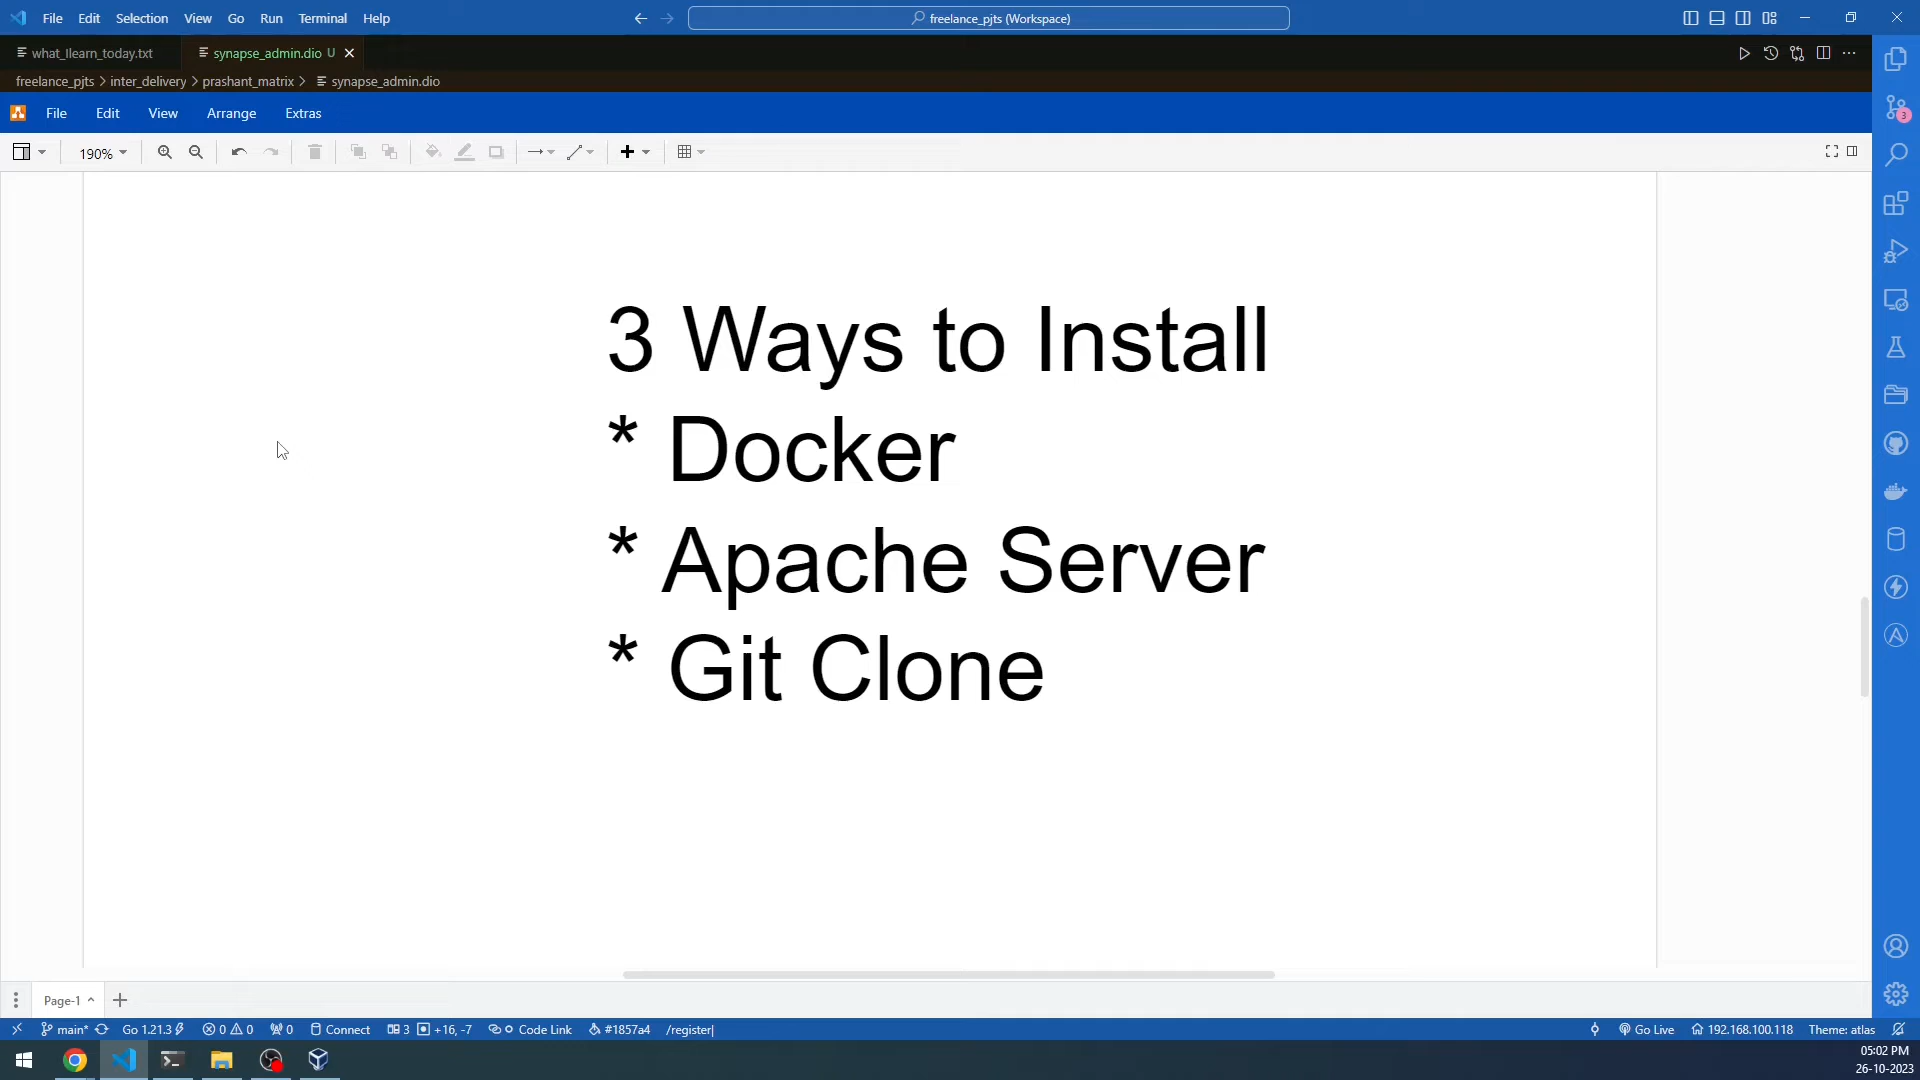 File Edit Selection View Go Run Terminal Help
freelance_pjts (Workspace)
what_Ilearn_today.txt synapse_admin.dio U
freelance_pjts > inter_delivery > prashant_matrix > synapse_admin.dio
File Edit View Arrange Extras
190%
3 Ways to Install
* Docker
* Apache Server
* Git Clone
3
Page-1
main* Go 1.21.3 0 0 0 Connect 3 +16, -7 Code Link #1857a4 /register| Go Live 192.168.100.118 Theme: atlas
05:02 PM
26-10-2023